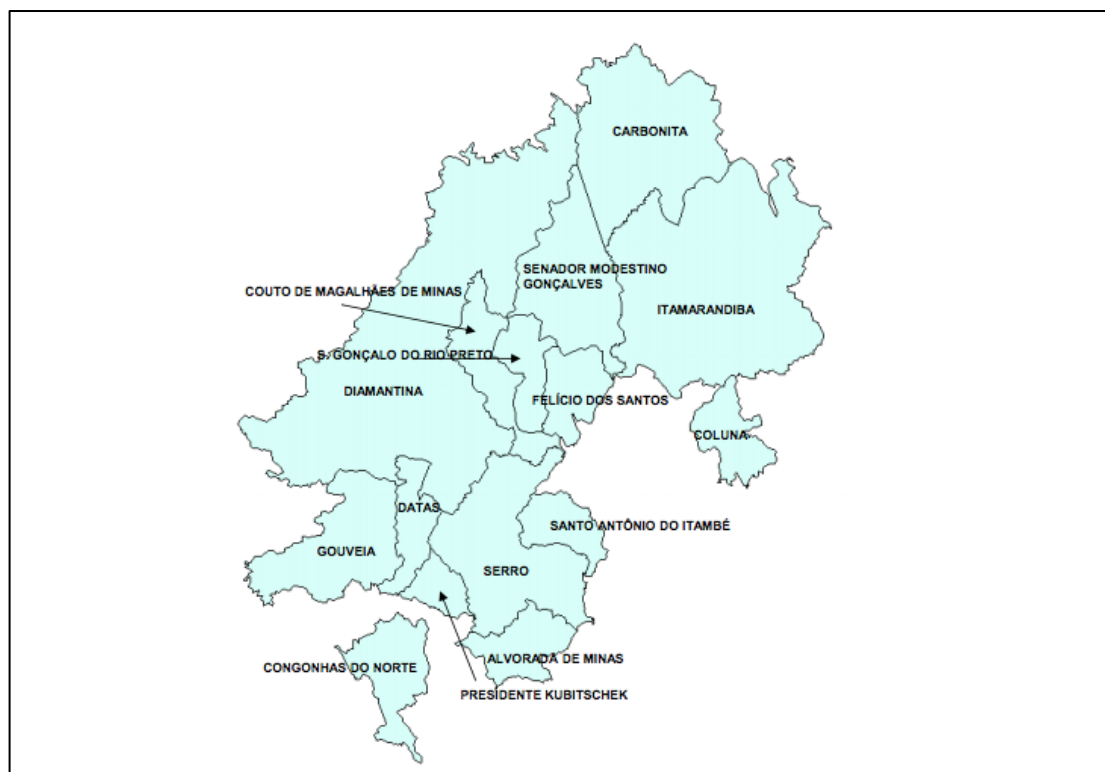 CARBONITA
SENADOR MODESTINO
GONÇALVES
COUTO DE MAGALHÃES DE MINAS
ITAMARANDIBA
S. GONÇALO DO RIO PRETO
DIAMANTINA
FELÍCIO DOS SANTOS
COLUNA
DATAS
SANTO ANTÔNIO DO ITAMBÉ
GOUVEIA
SERRO
ALVORADA DE MINAS
CONGONHAS DO NORTE
PRESIDENTE KUBITSCHEK